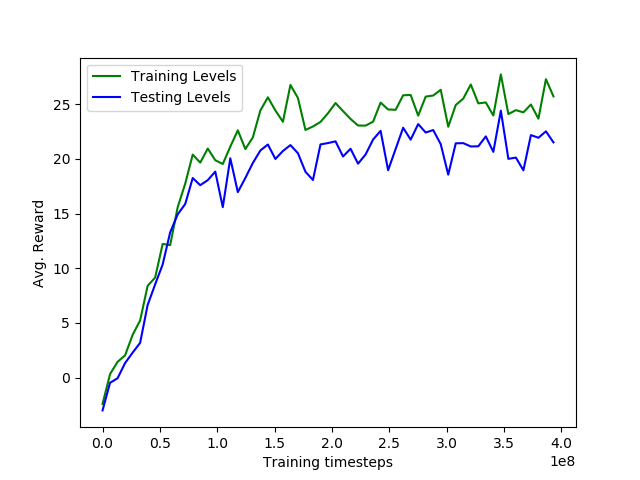 Training Levels
Testing Levels
Avg. Reward
25
20
15
10
5
0
0.0 0.5 1.0 1.5 2.0 2.5 3.0 3.5 4.0
1e8
Training timesteps